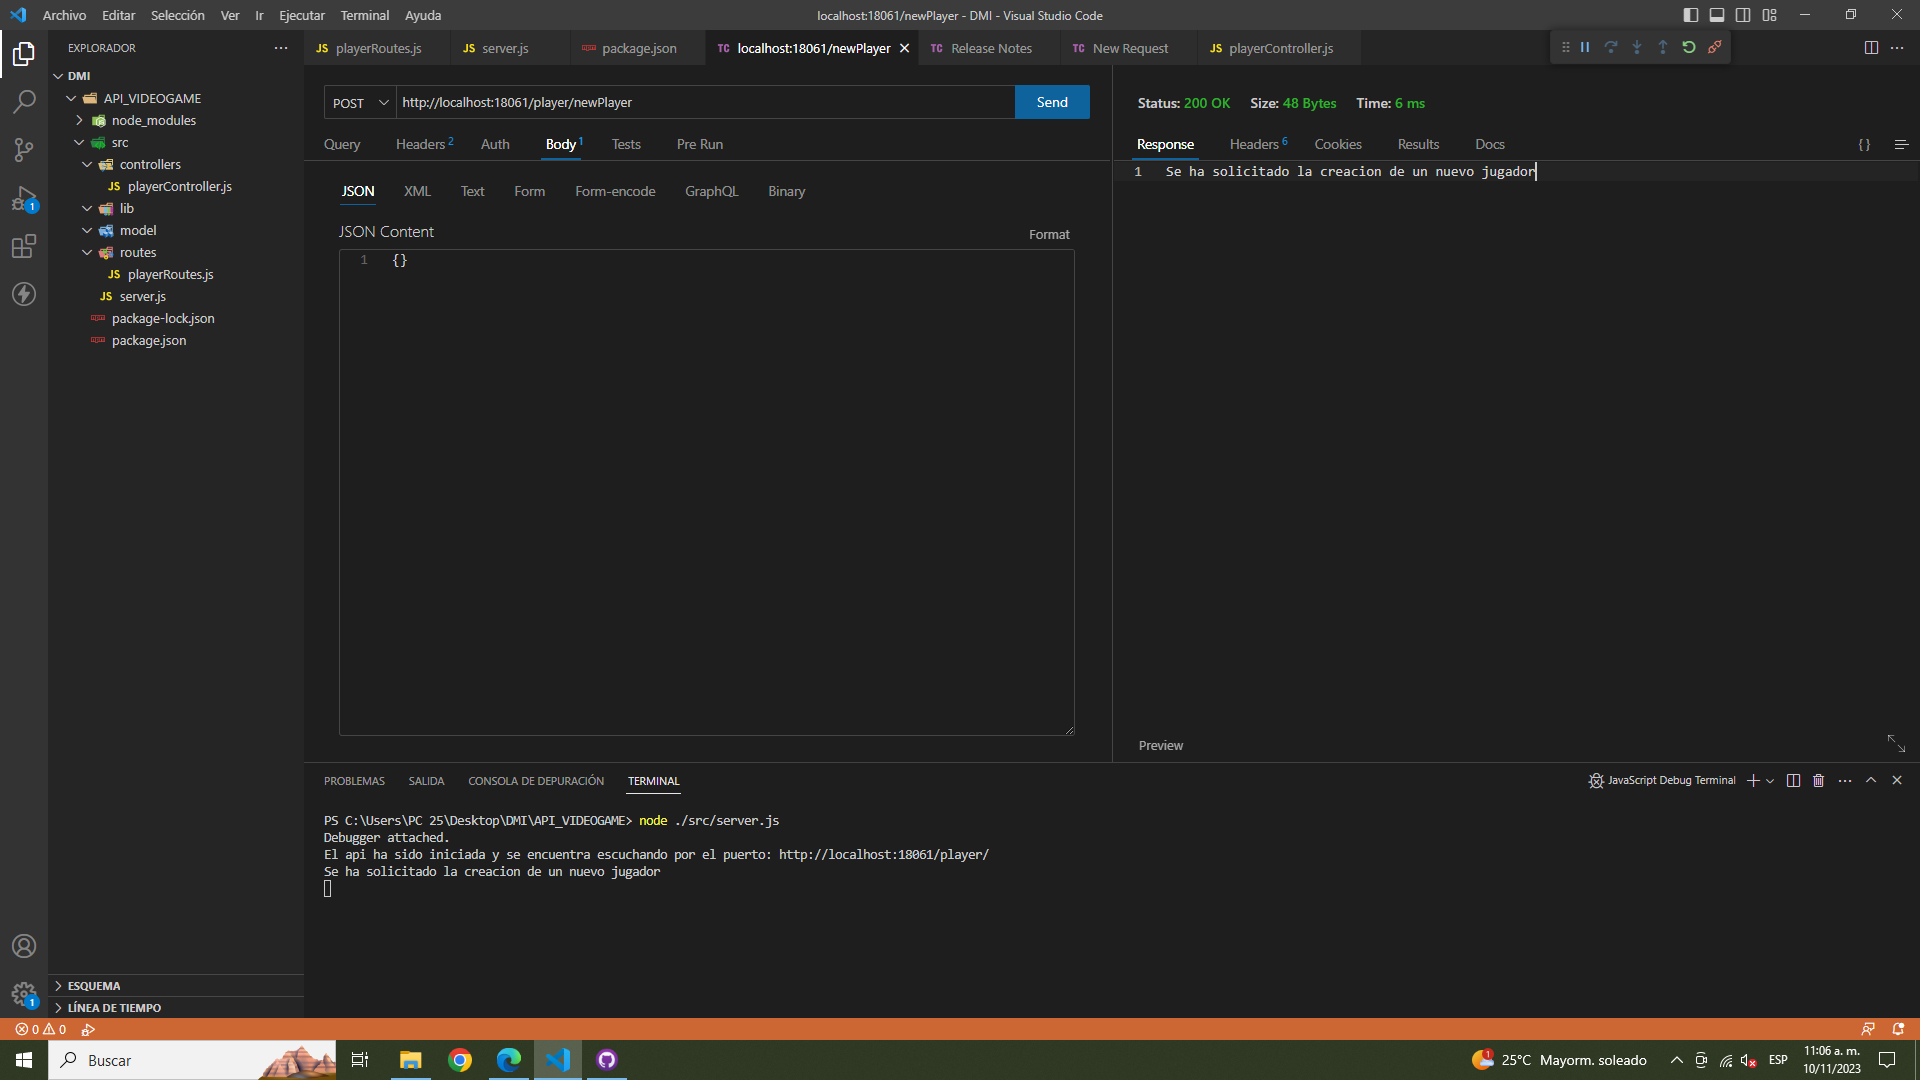 Archivo Editar Selección Ver Ir Ejecutar Terminal Ayuda
localhost:18061/newPlayer - DMI - Visual Studio Code
EXPLORADOR
JS playerRoutes.js
JS server.js
package.json
TC localhost:18061/newPlayer
TC Release Notes
TC New Request
JS playerController.js
DMI
API_VIDEOGAME
node_modules
src
controllers
JS playerController.js
lib
model
routes
JS playerRoutes.js
JS server.js
package-lock.json
package.json
ESQUEMA
LÍNEA DE TIEMPO
1
1
POST http://localhost:18061/player/newPlayer Send
Query Headers 2 Auth Body 1 Tests Pre Run
JSON XML Text Form Form-encode GraphQL Binary
JSON Content
Format
1 {}
Status: 200 OK Size: 48 Bytes Time: 6 ms
Response Headers 6 Cookies Results Docs
{ }
1 Se ha solicitado la creacion de un nuevo jugador
Preview
PROBLEMAS SALIDA CONSOLA DE DEPURACIÓN TERMINAL
JavaScript Debug Terminal
PS C:\Users\PC 25\Desktop\DMI\API_VIDEOGAME> node ./src/server.js
Debugger attached.
El api ha sido iniciada y se encuentra escuchando por el puerto: http://localhost:18061/player/
Se ha solicitado la creacion de un nuevo jugador
0 0
Buscar
1
25°C Mayorm. soleado
ESP
11:06 a. m.
10/11/2023